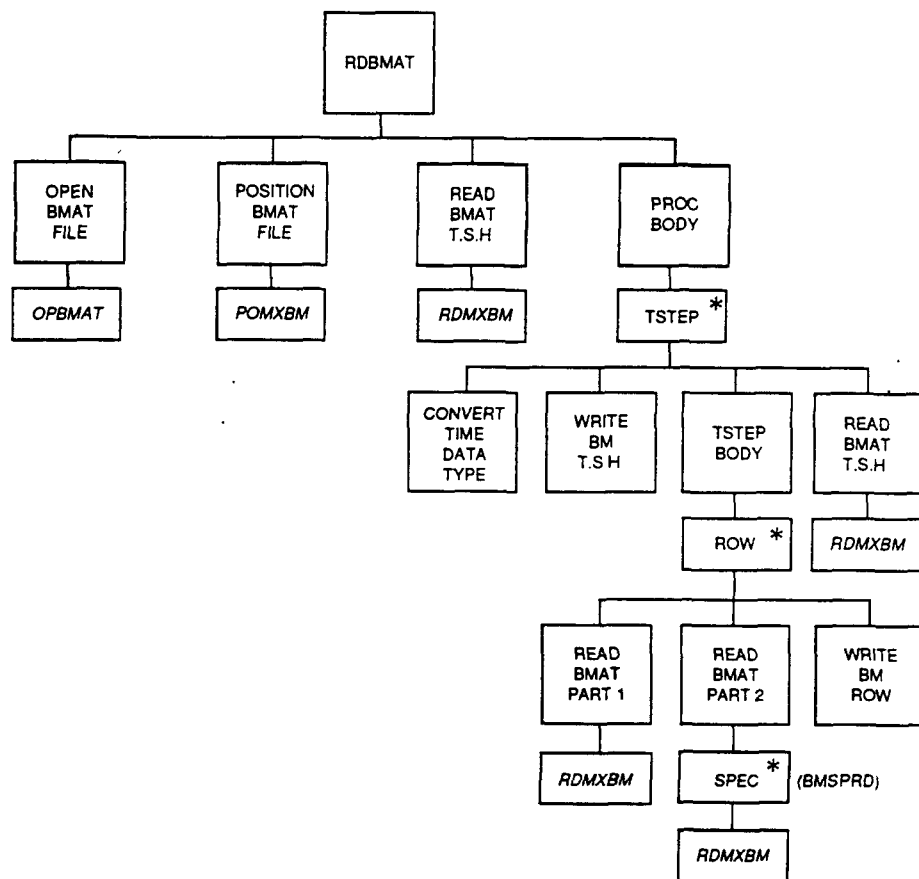 RDBMAT
OPEN
BMAT
FILE
POSITION
BMAT
FILE
READ
BMAT
T.S.H
PROC
BODY
OPBMAT
POMXBM
RDMXBM
TSTEP *
CONVERT
TIME
DATA
TYPE
WRITE
BM
T.S H
TSTEP
BODY
READ
BMAT
T.S.H
ROW *
RDMXBM
READ
BMAT
PART 1
READ
BMAT
PART 2
WRITE
BM
ROW
RDMXBM
SPEC * (BMSPRD)
RDMXBM